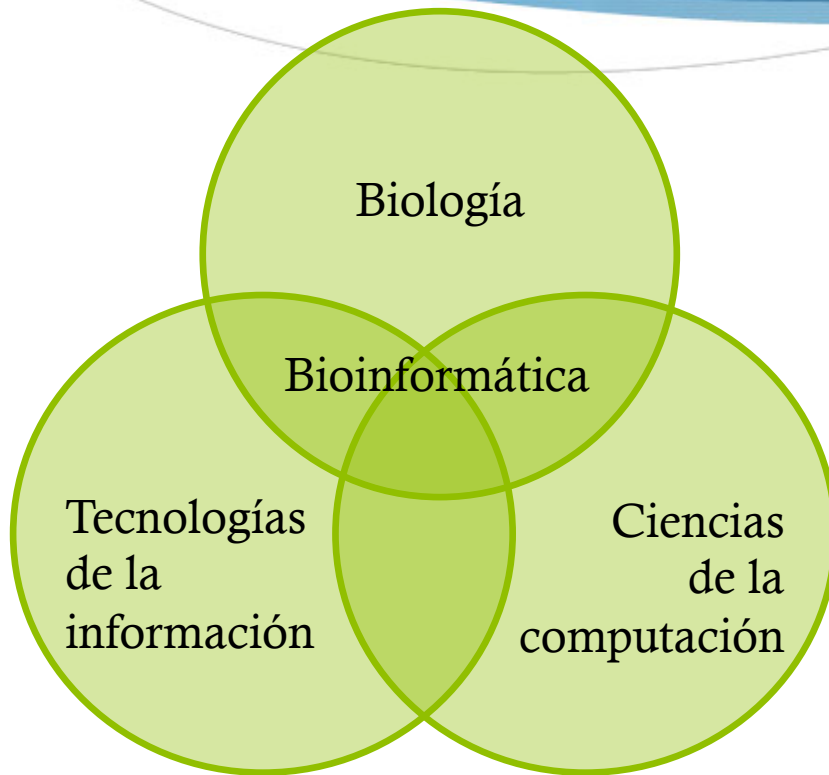 Biología
Bioinformática
Tecnologías
de la
información
Ciencias
de la
computación